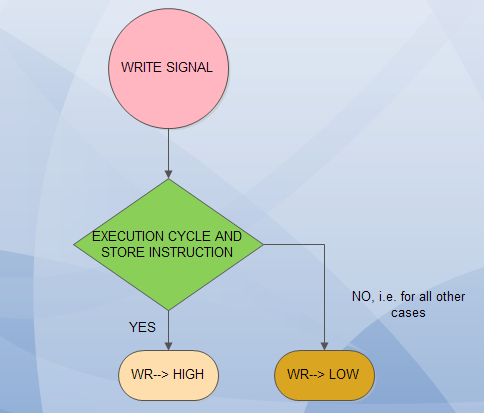 WRITE SIGNAL
EXECUTION CYCLE AND
STORE INSTRUCTION
NO, i.e. for all other
cases
YES
WR--> HIGH
WR--> LOW